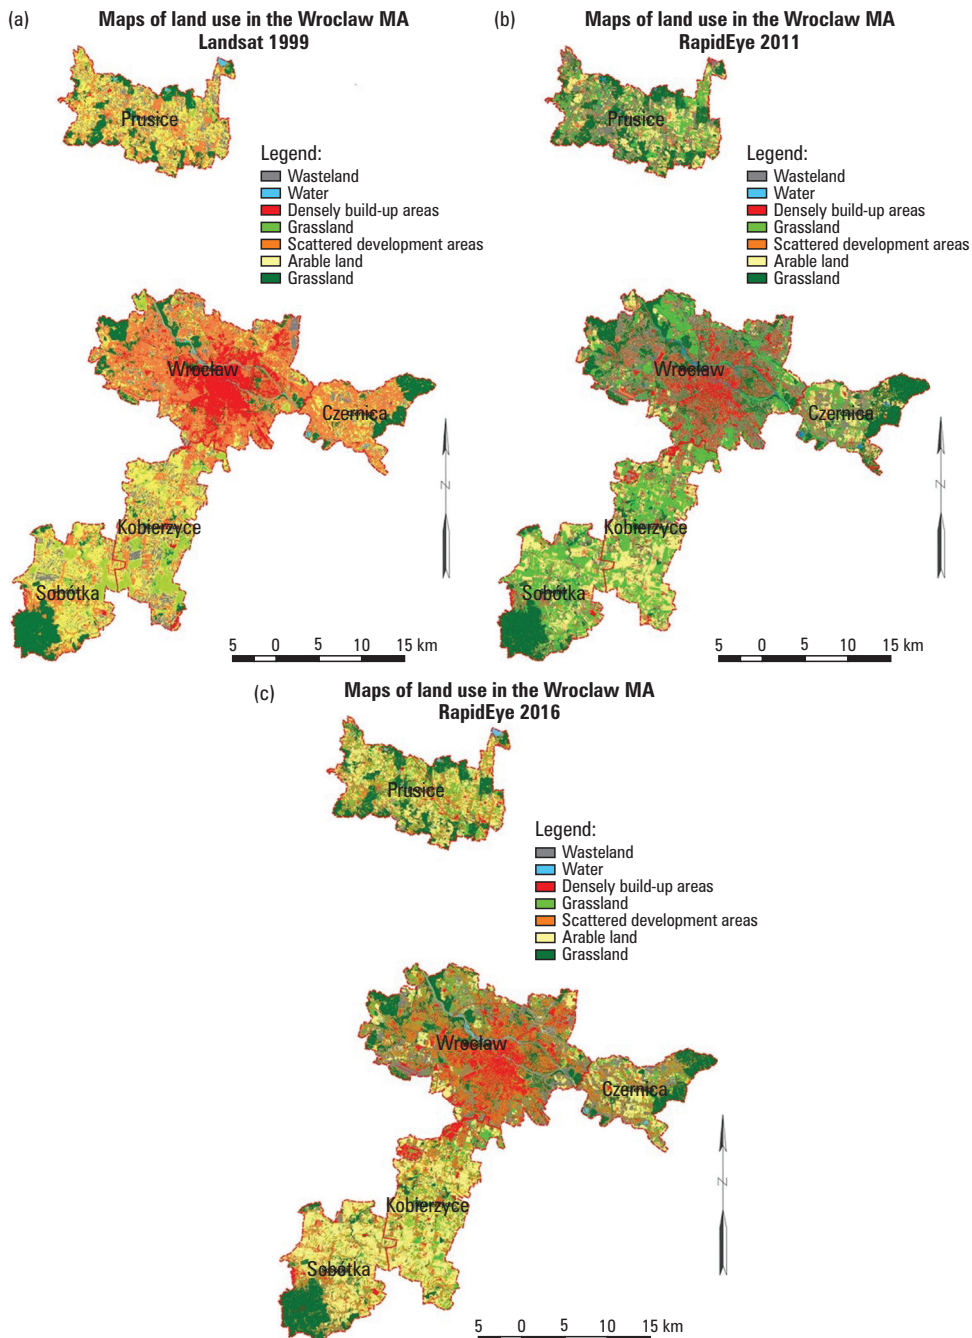 (a)
Maps of land use in the Wroclaw MA
Landsat 1999
Prusice
Legend:
Wasteland
Water
Densely build-up areas
Grassland
Scattered development areas
Arable land
Grassland
Wrocław
Czernica
Kobierzyce
Sobótka
N
5 0 5 10 15 km
(b)
Maps of land use in the Wroclaw MA
RapidEye 2011
Prusice
Legend:
Wasteland
Water
Densely build-up areas
Grassland
Scattered development areas
Arable land
Grassland
Wrocław
Czernica
Kobierzyce
Sobótka
N
5 0 5 10 15 km
(c)
Maps of land use in the Wroclaw MA
RapidEye 2016
Prusice
Legend:
Wasteland
Water
Densely build-up areas
Grassland
Scattered development areas
Arable land
Grassland
Wrocław
Czernica
Kobierzyce
Sobótka
N
5 0 5 10 15 km